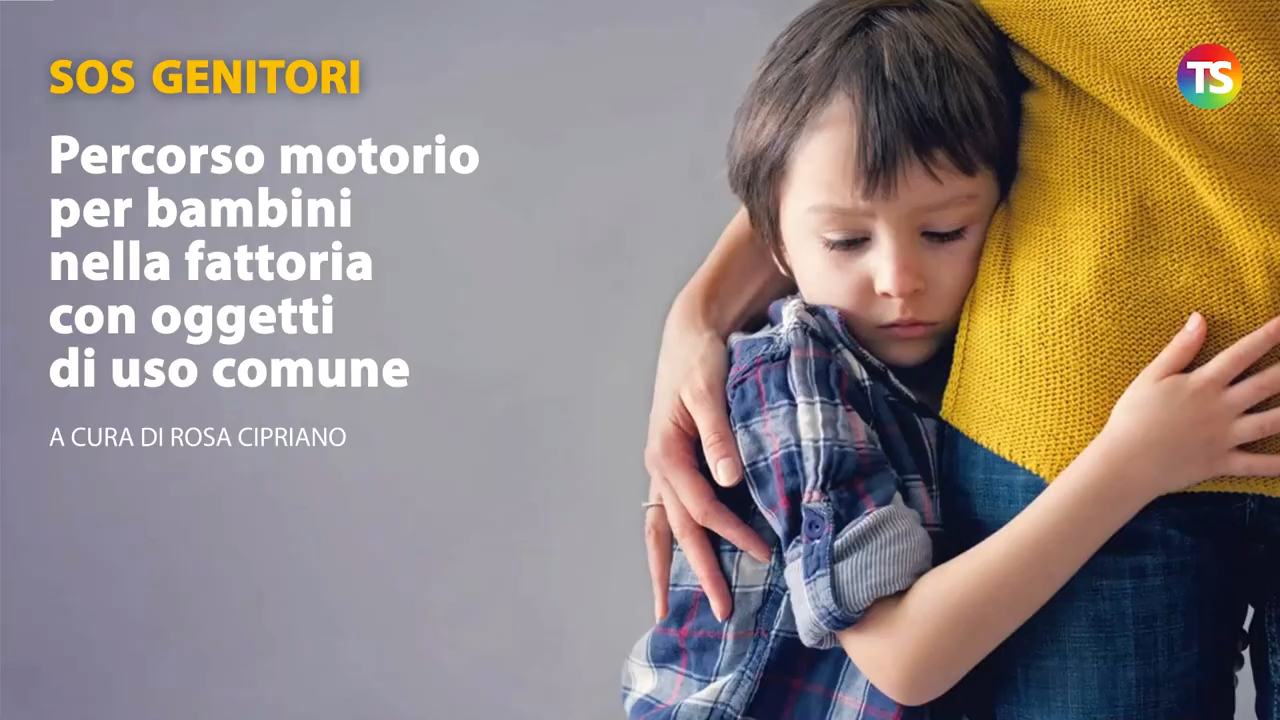 SOS GENITORI
TS
Percorso motorio
per bambini
nella fattoria
con oggetti
di uso comune
A CURA DI ROSA CIPRIANO